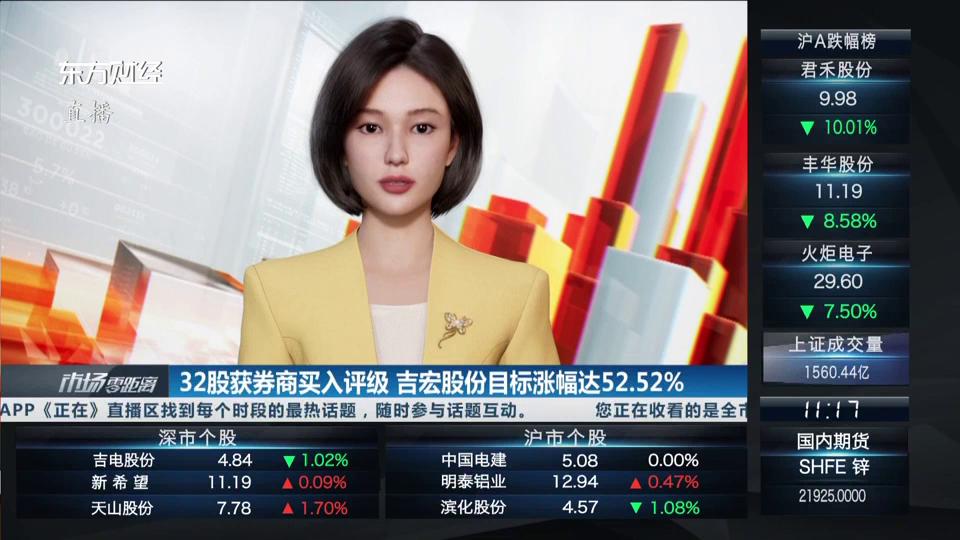 东方财经
直播
市场零距离
32股获券商买入评级 吉宏股份目标涨幅达52.52%
APP《正在》直播区找到每个时段的最热话题，随时参与话题互动。 您正在收看的是全市
深市个股
吉电股份 4.84 ▼1.02%
新希望 11.19 ▲0.09%
天山股份 7.78 ▲1.70%
沪市个股
中国电建 5.08 0.00%
明泰铝业 12.94 ▲0.47%
滨化股份 4.57 ▼1.08%
沪A跌幅榜
君禾股份
9.98
▼ 10.01%
丰华股份
11.19
▼ 8.58%
火炬电子
29.60
▼ 7.50%
上证成交量
1560.44亿
11:17
国内期货
SHFE 锌
21925.0000